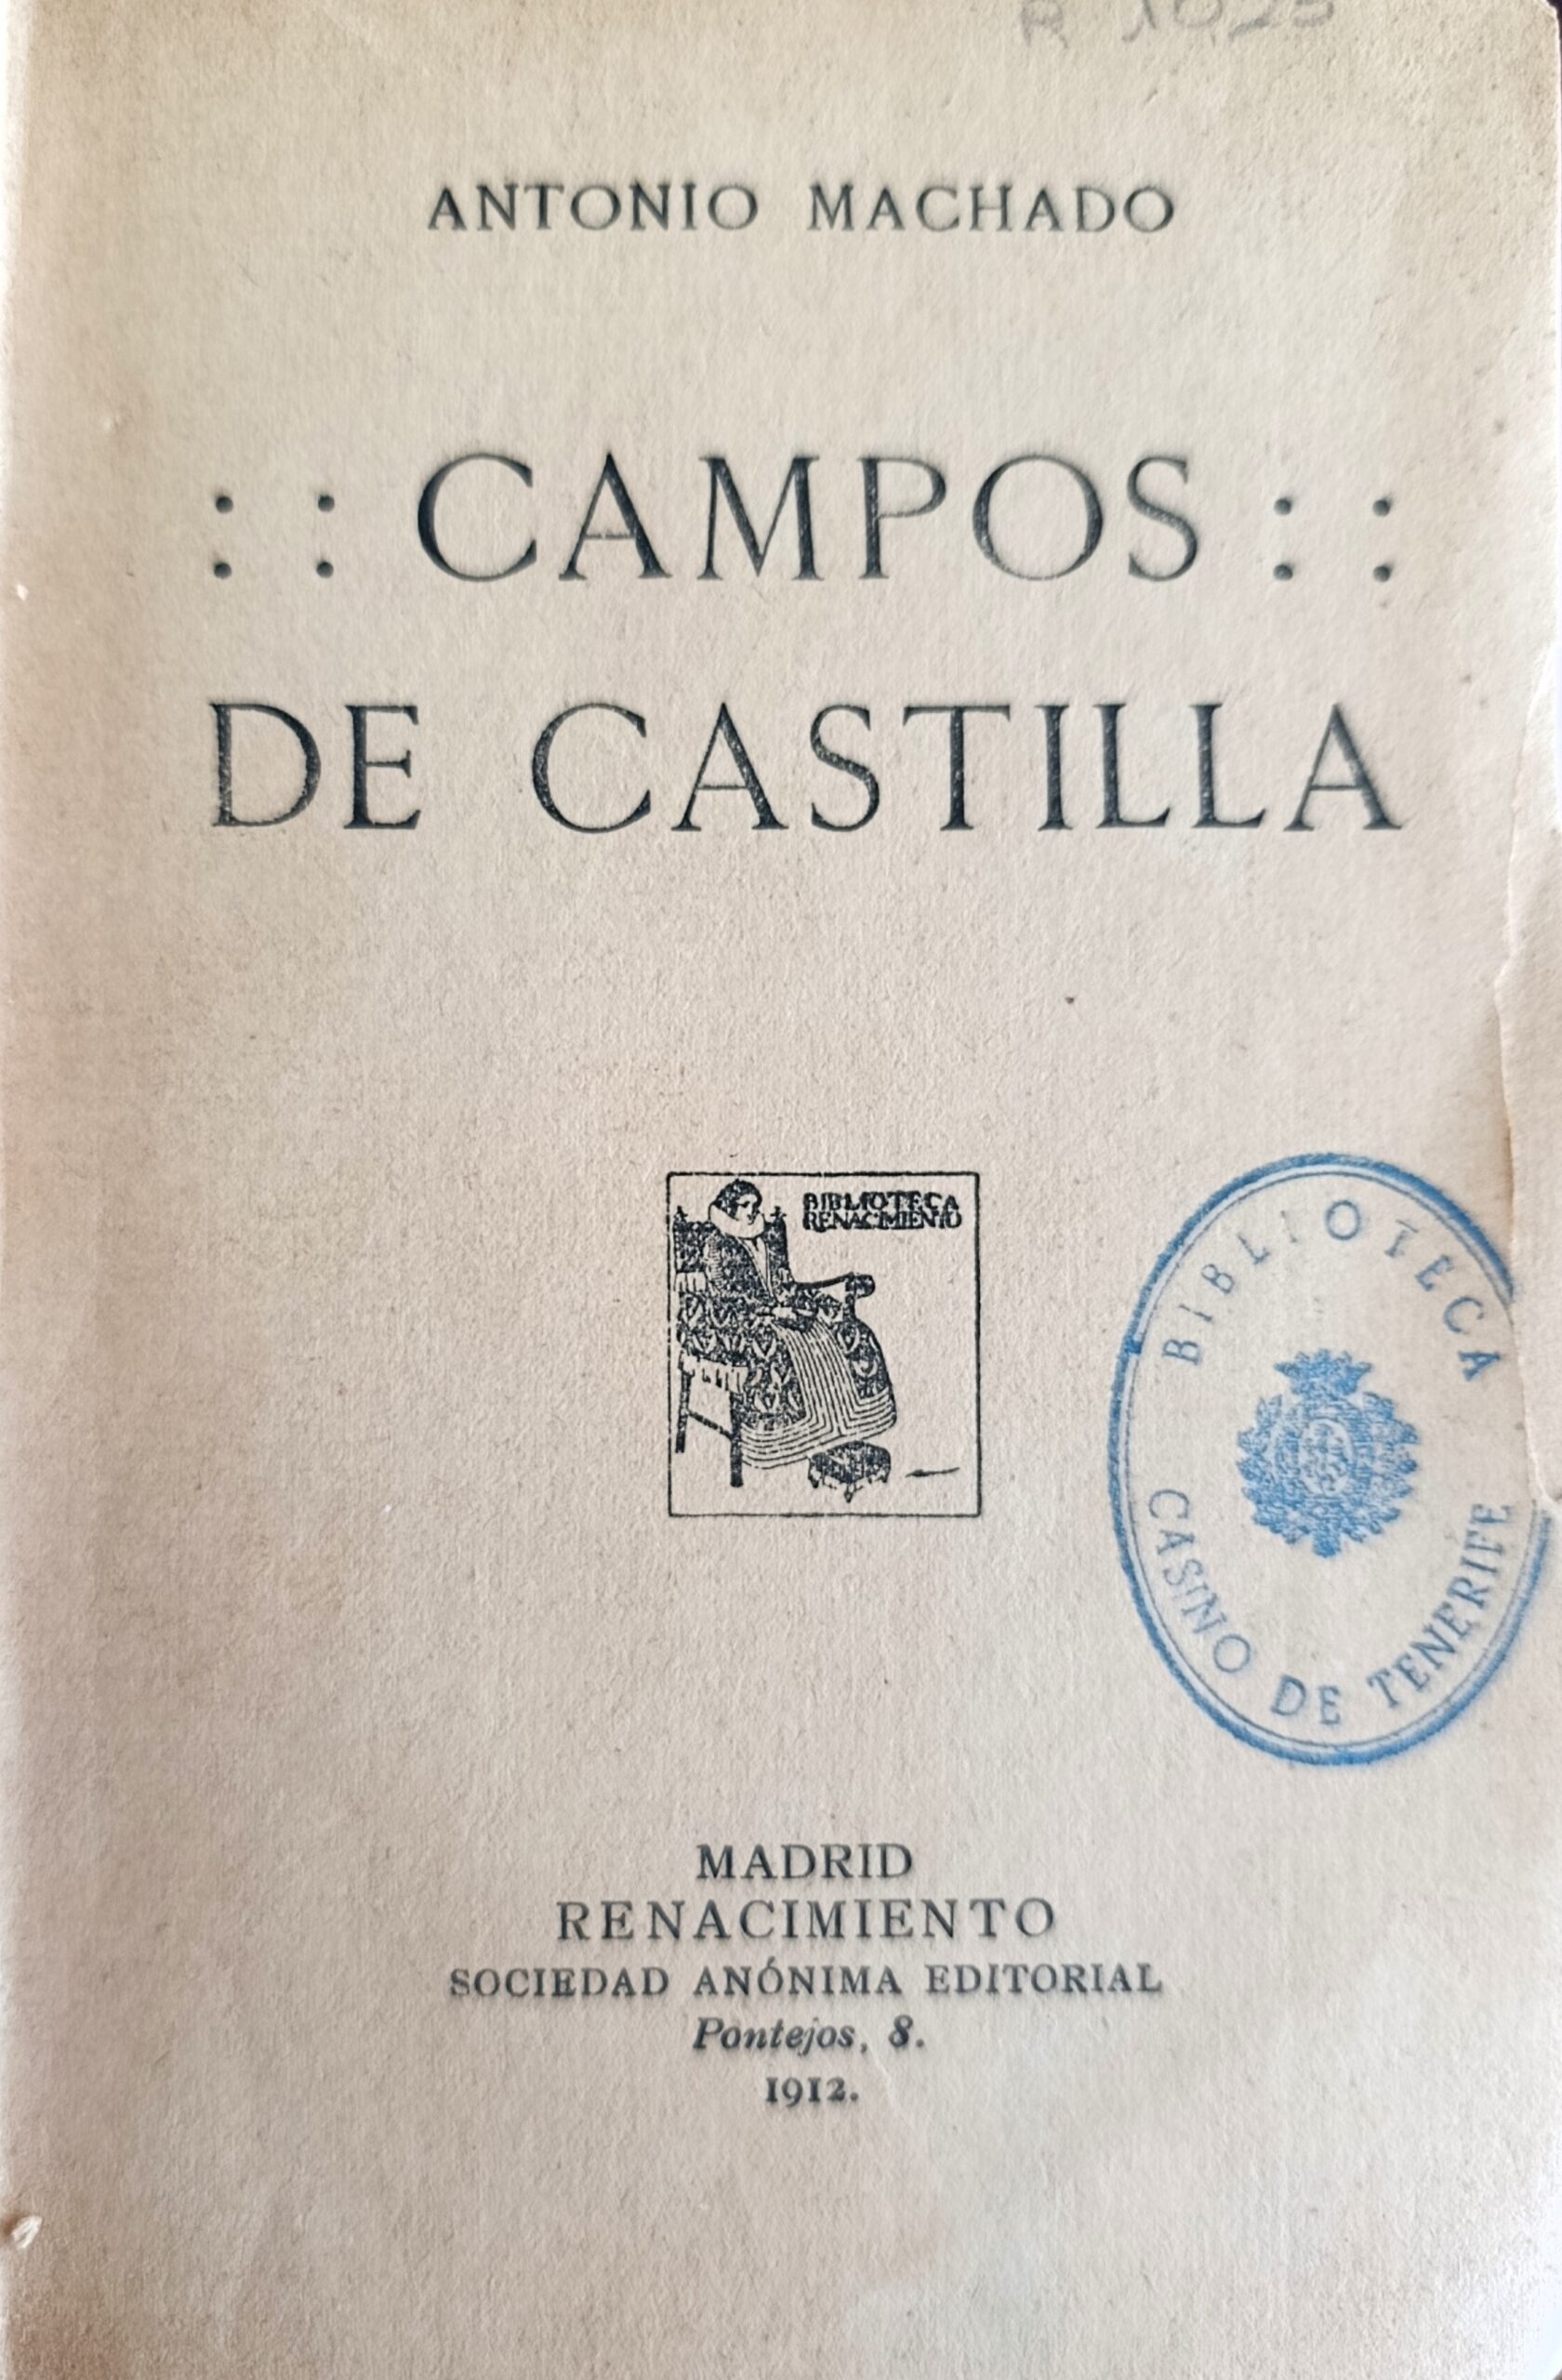 ANTONIO MACHADO
: : CAMPOS : :
DE CASTILLA
BIBLIOTECA
RENACIMIENTO
BIBLIOTECA
CASINO DE TENERIFE
MADRID
RENACIMIENTO
SOCIEDAD ANÓNIMA EDITORIAL
Pontejos, 8.
1912.